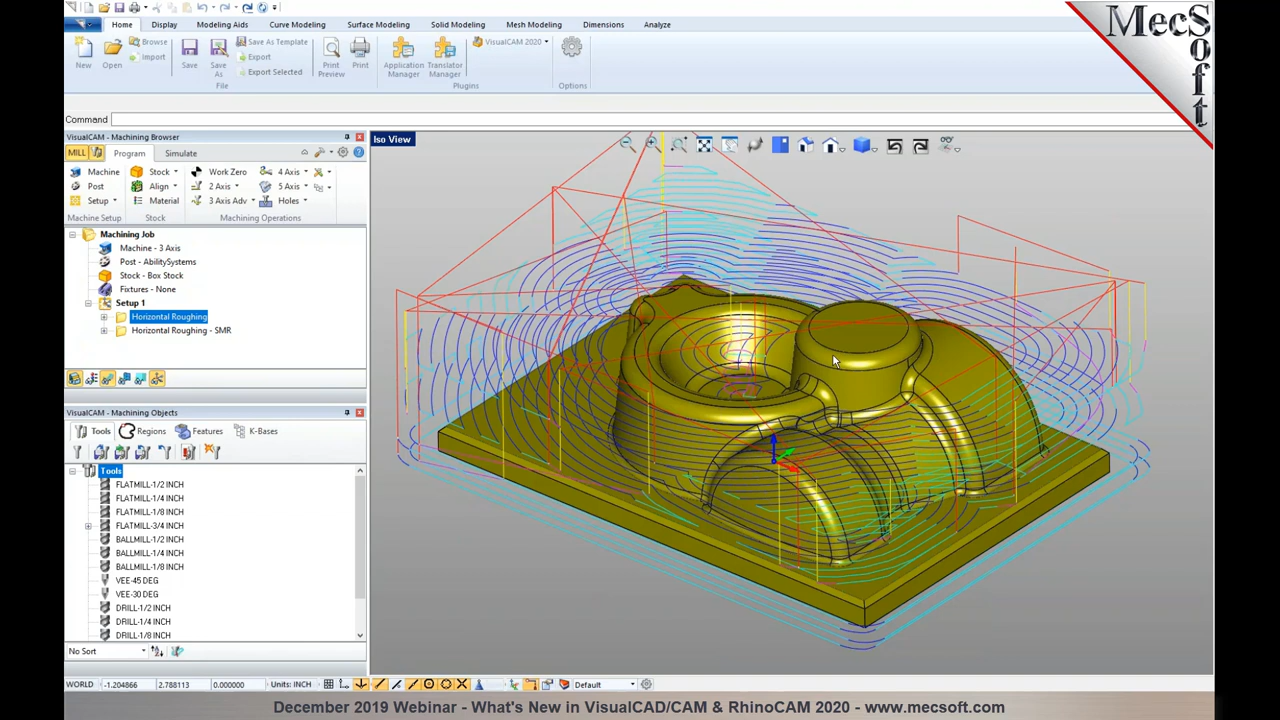 Home Display Modeling Aids Curve Modeling Surface Modeling Solid Modeling Mesh Modeling Dimensions Analyze
New
Open
Browse
Import
Save
Save
As
Save As Template
Export
Export Selected
File
Print
Preview
Print
Application
Manager
Translator
Manager
VisualCAM 2020
Plugins
Options
Options
MecSoft
Command
VisualCAM - Machining Browser
MILL
Program
Simulate
Machine
Post
Setup
Machine Setup
Stock
Align
Material
Stock
Work Zero
2 Axis
3 Axis Adv
4 Axis
5 Axis
Holes
Machining Operations
Machining Job
Machine - 3 Axis
Post - AbilitySystems
Stock - Box Stock
Fixtures - None
Setup 1
Horizontal Roughing
Horizontal Roughing - SMR
VisualCAM - Machining Objects
Tools Regions Features K-Bases
Tools
FLATMILL-1/2 INCH
FLATMILL-1/4 INCH
FLATMILL-1/8 INCH
FLATMILL-3/4 INCH
BALLMILL-1/2 INCH
BALLMILL-1/4 INCH
BALLMILL-1/8 INCH
VEE-45 DEG
VEE-30 DEG
DRILL-1/2 INCH
DRILL-1/4 INCH
DRILL-1/8 INCH
No Sort
Iso View
WORLD -1.204866 2.788113 0.000000 Units: INCH Default
December 2019 Webinar - What's New in VisualCAD/CAM & RhinoCAM 2020 - www.mecsoft.com